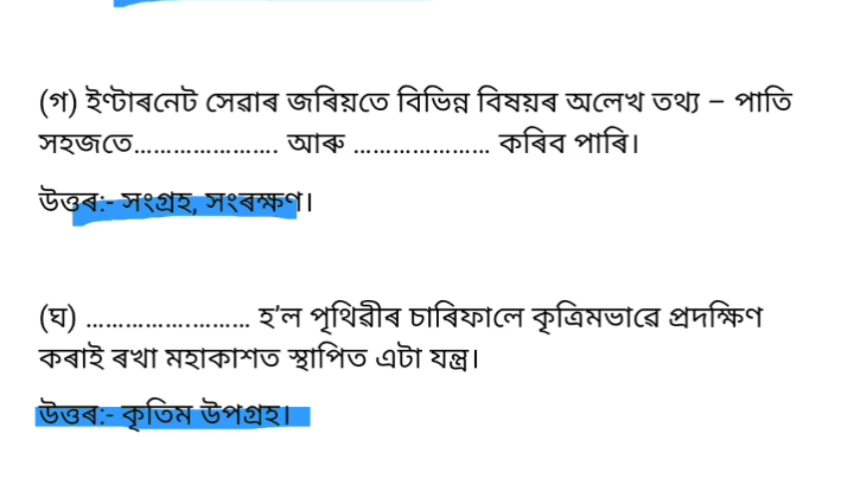 (গ) ইণ্টাৰনেট সেৱাৰ জৰিয়তে বিভিন্ন বিষয়ৰ অলেখ তথ্য – পাতি
সহজতে…………………. আৰু ………………… কৰিব পাৰি।
উত্তৰ:- সংগ্ৰহ, সংৰক্ষণ।
(ঘ) ……………..……… হ'ল পৃথিৱীৰ চাৰিফালে কৃত্ৰিমভাৱে প্ৰদক্ষিণ
কৰাই ৰখা মহাকাশত স্থাপিত এটা যন্ত্ৰ।
উত্তৰ:- কৃতিম উপগ্ৰহ।